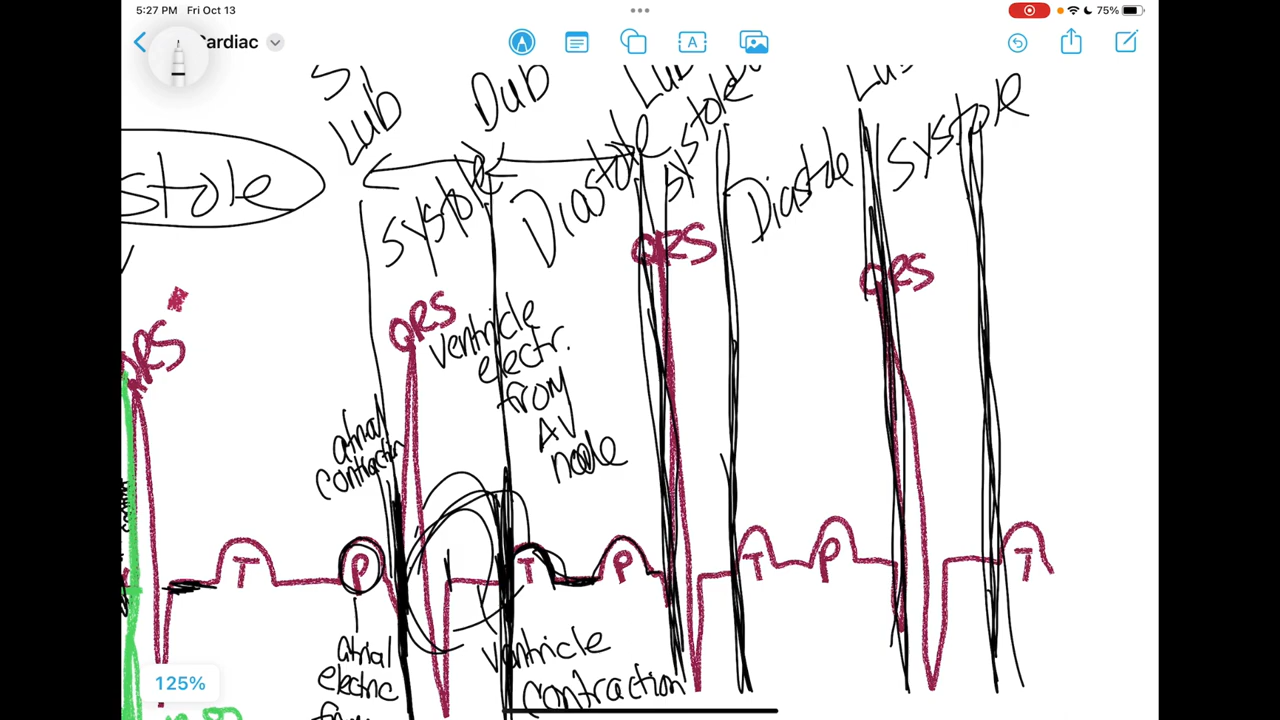 5:27 PM Fri Oct 13
75%
Cardiac
Lub
Dub
Systole
Diastole
stole
Systole
Diastole
Systole
QRS
QRS
QRS
QRS
ventricle
electr.
from
AV
node
atrial
contraction
T
P
T
P
T
P
T
atrial
electric
from
ventricle
contraction
125%